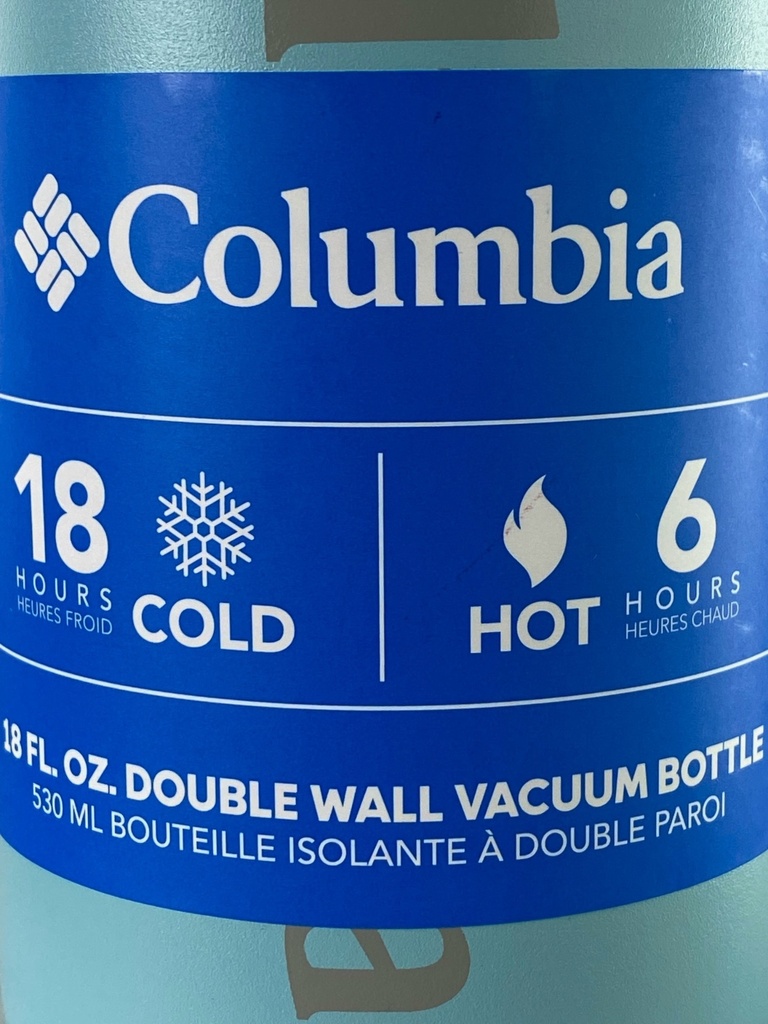 Columbia
18
HOURS
HEURES FROID
COLD
HOT
6
HOURS
HEURES CHAUD
18 FL. OZ. DOUBLE WALL VACUUM BOTTLE
530 ML BOUTEILLE ISOLANTE À DOUBLE PAROI
a